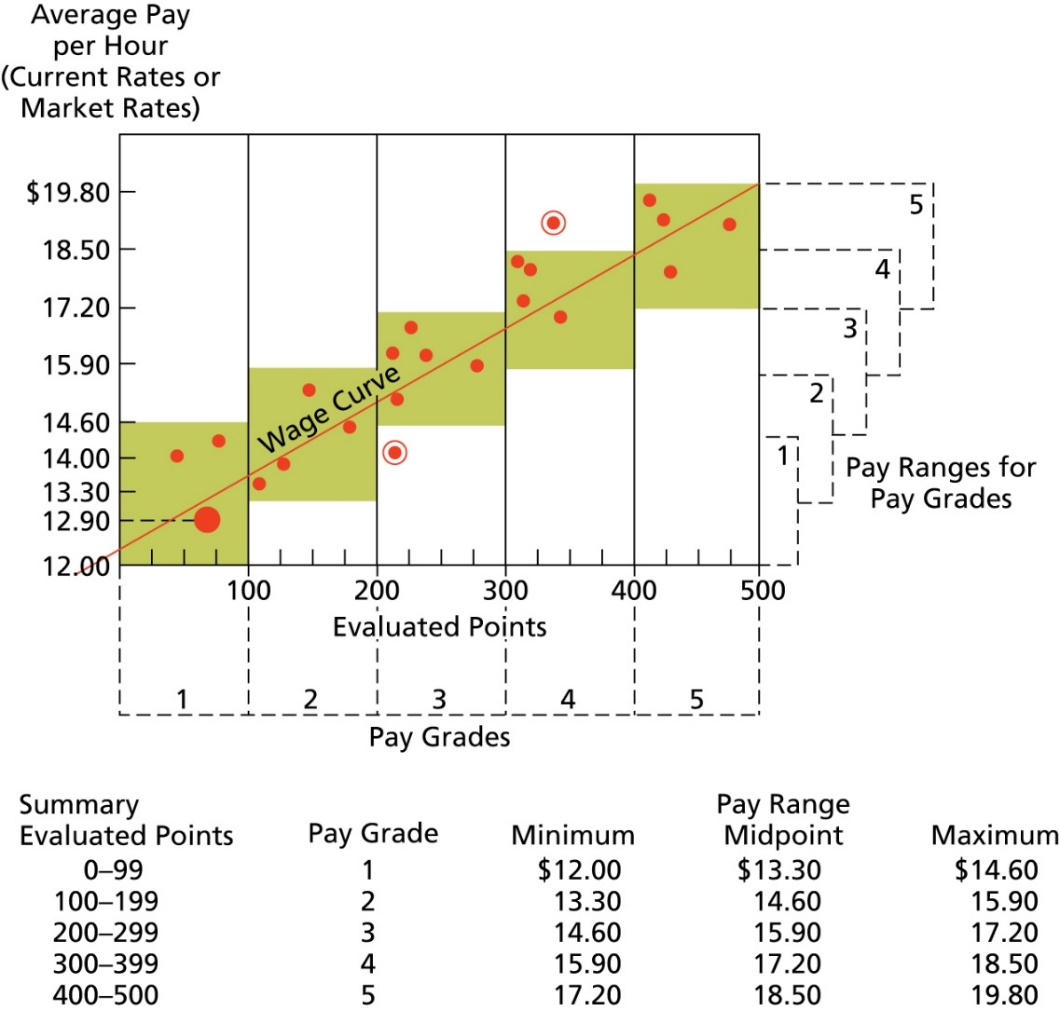 Average Pay
per Hour
(Current Rates or
Market Rates)
$19.80
18.50
17.20
15.90
14.60
14.00
13.30
12.90
12.00
Wage Curve
5
4
3
2
1
Pay Ranges for
Pay Grades
100 200 300 400 500
Evaluated Points
1 2 3 4 5
Pay Grades
Summary
Evaluated Points Pay Grade Minimum Pay Range Midpoint Maximum
0–99 1 $12.00 $13.30 $14.60
100–199 2 13.30 14.60 15.90
200–299 3 14.60 15.90 17.20
300–399 4 15.90 17.20 18.50
400–500 5 17.20 18.50 19.80